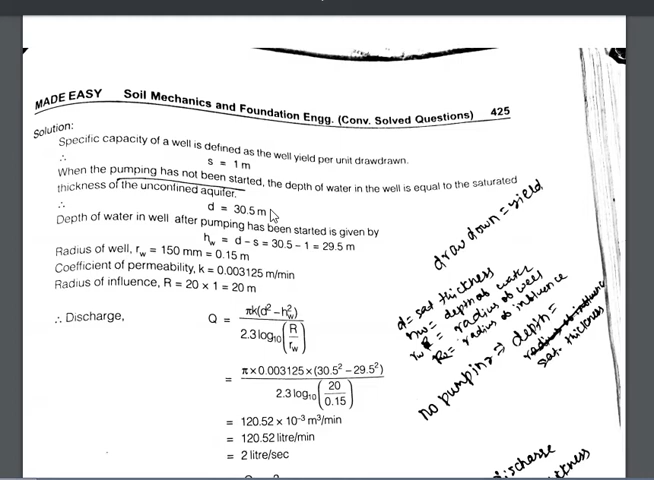 MADE EASY Soil Mechanics and Foundation Engg. (Conv. Solved Questions) 425
Solution:
Specific capacity of a well is defined as the well yield per unit drawdrawn.
∴ s = 1 m
When the pumping has not been started, the depth of water in the well is equal to the saturated
thickness of the unconfined aquifer.
∴ d = 30.5 m
Depth of water in well after pumping has been started is given by
h_w = d – s = 30.5 – 1 = 29.5 m
Radius of well, r_w = 150 mm = 0.15 m
Coefficient of permeability, k = 0.003125 m/min
Radius of influence, R = 20 × 1 = 20 m
∴ Discharge, Q = πk(d² – h_w²) / 2.3 log₁₀(R/r_w)
= π × 0.003125 × (30.5² – 29.5²) / 2.3 log₁₀(20/0.15)
= 120.52 × 10⁻³ m³/min
= 120.52 litre/min
= 2 litre/sec
draw down = yield
d = sat thickness
hw = depth of water
rw = radius of well
R = radius of influence
no pumping ⇒ depth =
radius of influence
sat. thickness
discharge